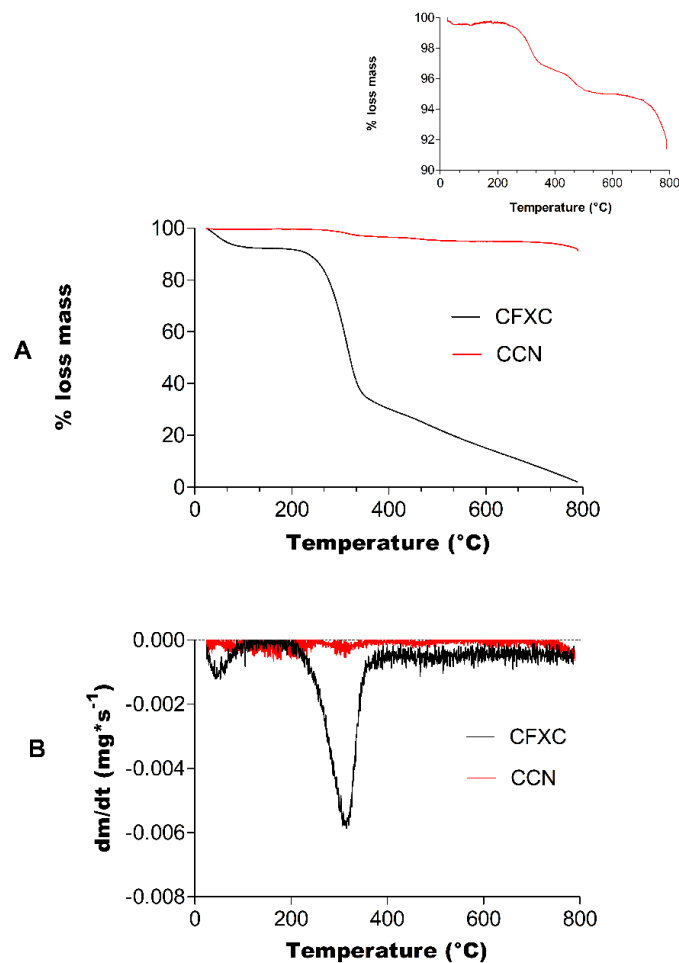 100
98
96
94
92
90
% loss mass
0 200 400 600 800
Temperature (°C)
A
100
80
60
40
20
0
% loss mass
CFXC
CCN
0 200 400 600 800
Temperature (°C)
B
0.000
-0.002
-0.004
-0.006
-0.008
dm/dt (mg*s-1)
CFXC
CCN
0 200 400 600 800
Temperature (°C)